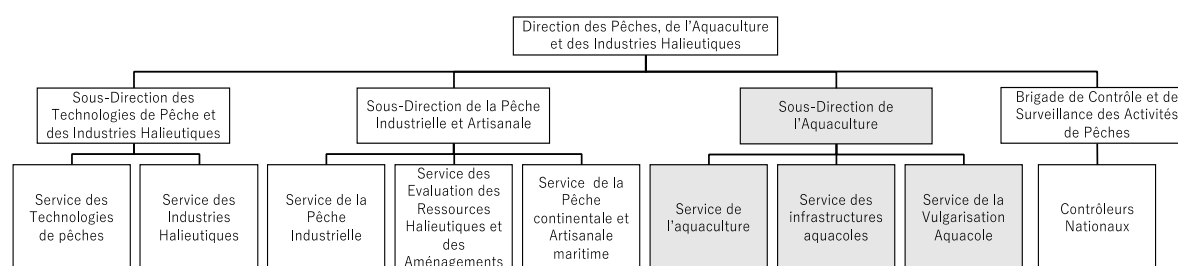 Direction des Pêches, de l'Aquaculture
et des Industries Halieutiques
Sous-Direction des
Technologies de Pêche et
des Industries Halieutiques
Sous-Direction de la Pêche
Industrielle et Artisanale
Sous-Direction de
l'Aquaculture
Brigade de Contrôle et de
Surveillance des Activités
de Pêches
Service des
Technologies
de pêches
Service des
Industries
Halieutiques
Service de la
Pêche
Industrielle
Service des
Evaluation des
Ressources
Halieutiques et
des
Aménagements
Service de la
Pêche
continentale et
Artisanale
maritime
Service de
l'aquaculture
Service des
infrastructures
aquacoles
Service de la
Vulgarisation
Aquacole
Contrôleurs
Nationaux